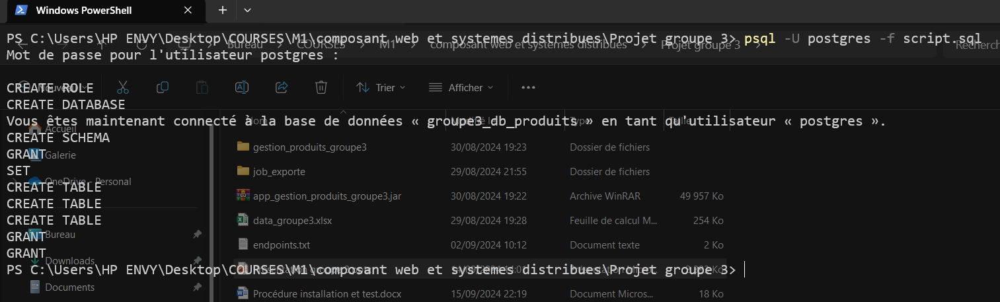 Windows PowerShell
PS C:\Users\HP ENVY\Desktop\COURSES\M1\composant web et systemes distribues\Projet groupe 3> psql -U postgres -f script.sql
Bureau > COURSES > M1 > composant web et systèmes distribues > Projet groupe 3 > Recherch
Mot de passe pour l'utilisateur postgres :
CREATE ROLE
Nouveau Trier Afficher
CREATE DATABASE
Vous êtes maintenant connecté à la base de données « groupe3_db_produits » en tant qu'utilisateur « postgres ».
Accueil Nom Modifié le Type Taille
CREATE SCHEMA
gestion_produits_groupe3 30/08/2024 19:23 Dossier de fichiers
GRANT
Galerie
SET
job_exporte 29/08/2024 21:55 Dossier de fichiers
OneDrive - Personal
CREATE TABLE
app_gestion_produits_groupe3.jar 30/08/2024 19:22 Archive WinRAR 49 957 Ko
CREATE TABLE
CREATE TABLE
data_groupe3.xlsx 29/08/2024 19:28 Feuille de calcul M... 254 Ko
GRANT
Bureau
endpoints.txt 02/09/2024 10:12 Document texte 2 Ko
GRANT
Downloads
PS C:\Users\HP ENVY\Desktop\COURSES\M1\composant web et systemes distribues\Projet groupe 3>
Documents
Procédure installation et test.docx 15/09/2024 22:19 Document Micros... 18 Ko